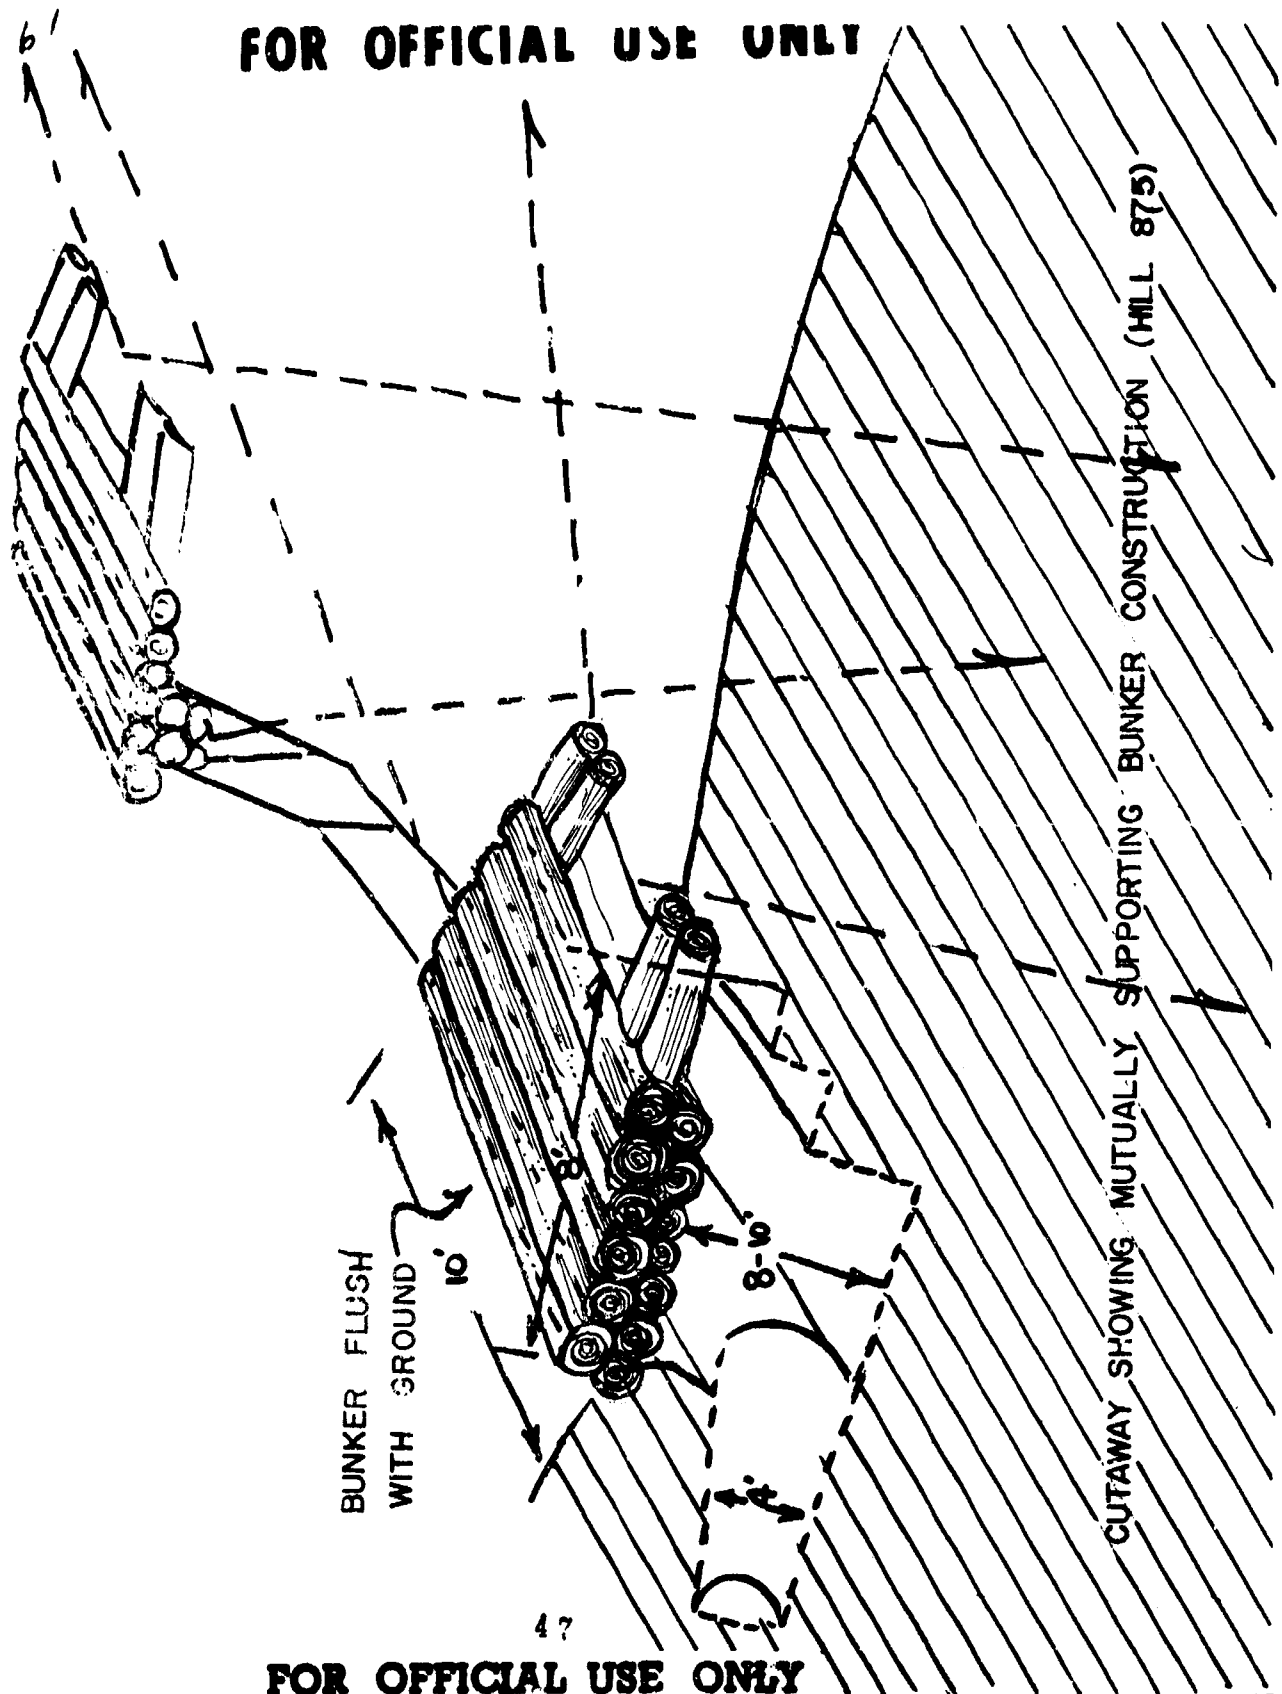 FOR OFFICIAL USE ONLY
BUNKER FLUSH
WITH GROUND
10'
8'
8-10'
4'
CUTAWAY SHOWING MUTUALLY SUPPORTING BUNKER CONSTRUCTION (HILL 875)
47
FOR OFFICIAL USE ONLY